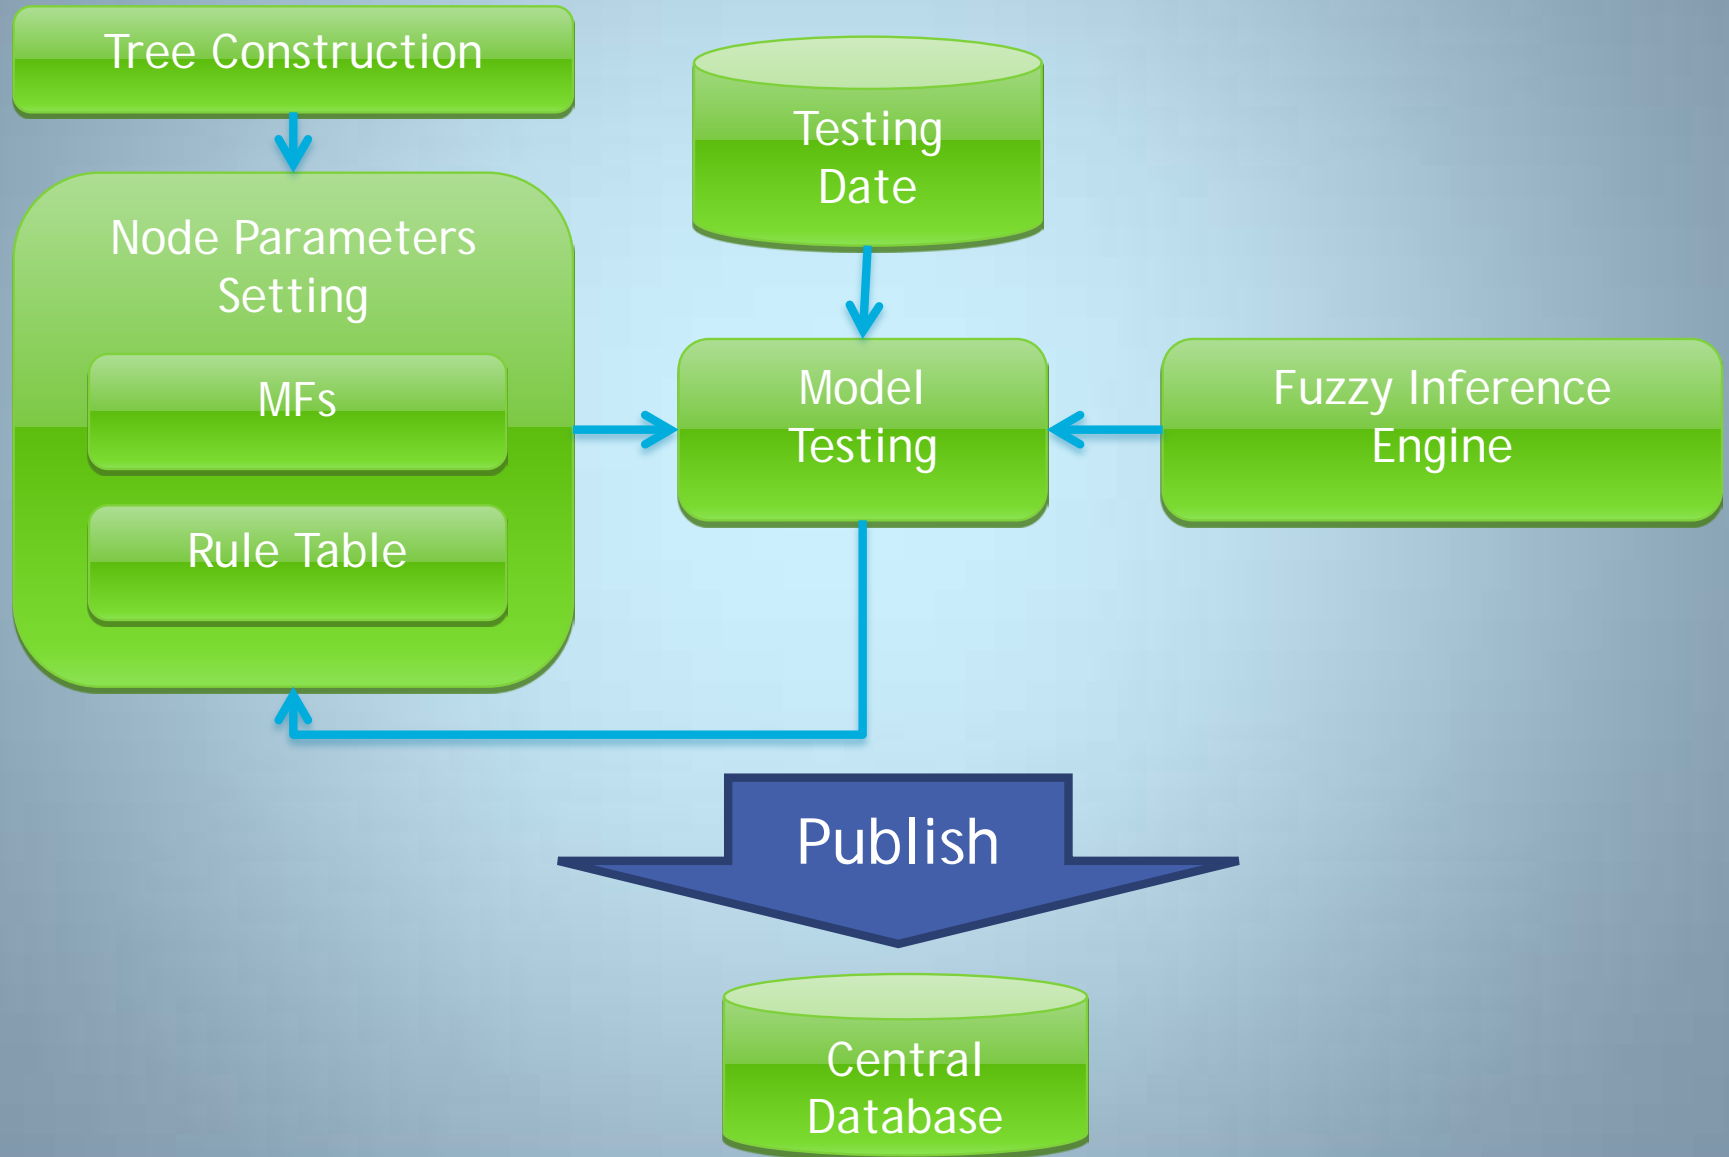 Tree Construction
Testing
Date
Node Parameters
Setting
MFs
Rule Table
Model
Testing
Fuzzy Inference
Engine
Publish
Central
Database